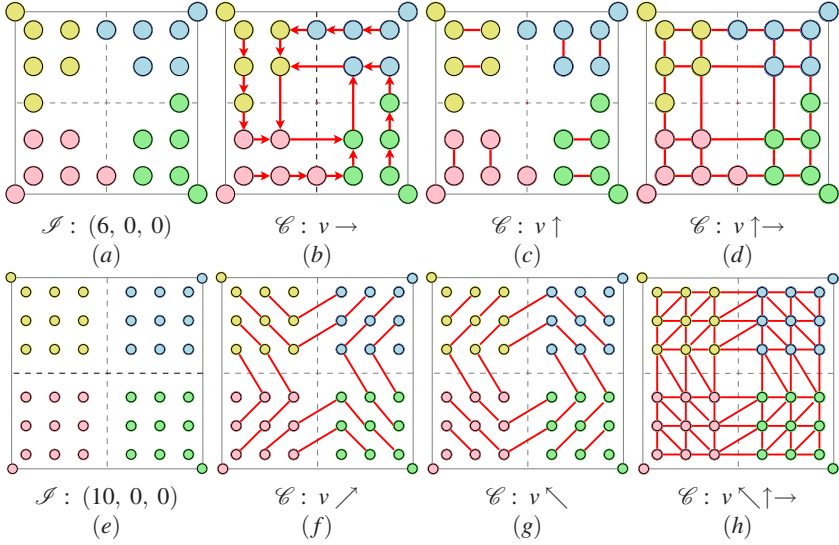 𝓘 : (6, 0, 0) 𝒞 : v → 𝒞 : v ↑ 𝒞 : v ↑→
(a) (b) (c) (d)
𝓘 : (10, 0, 0) 𝒞 : v ↗ 𝒞 : v ↖ 𝒞 : v ↖↑→
(e) (f) (g) (h)